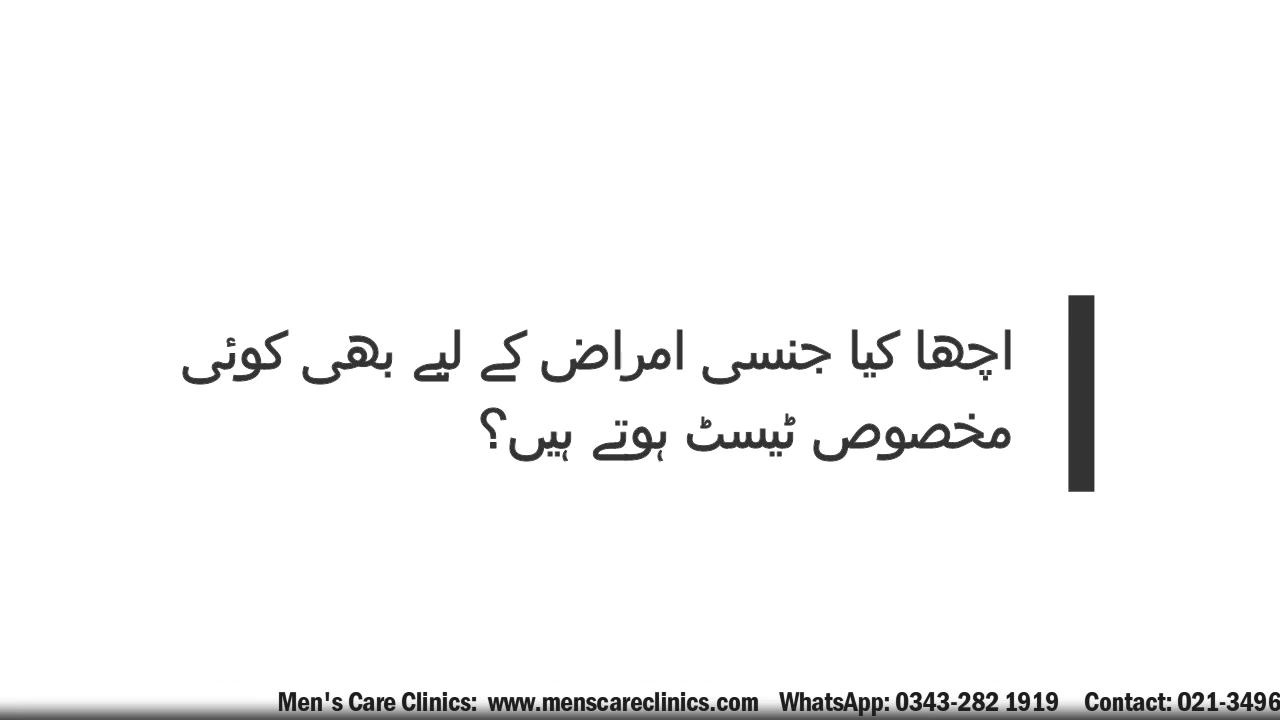 اچھا کیا جنسی امراض کے لیے بھی کوئی
مخصوص ٹیسٹ ہوتے ہیں؟
Men's Care Clinics: www.menscareclinics.com WhatsApp: 0343-282 1919 Contact: 021-3496